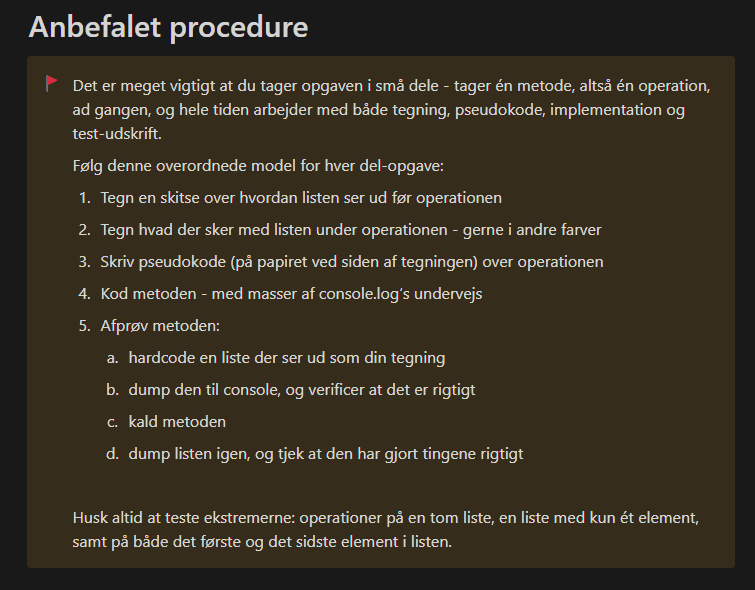 Anbefalet procedure
Det er meget vigtigt at du tager opgaven i små dele - tager én metode, altså én operation,
ad gangen, og hele tiden arbejder med både tegning, pseudokode, implementation og
test-udskrift.
Følg denne overordnede model for hver del-opgave:
1. Tegn en skitse over hvordan listen ser ud før operationen
2. Tegn hvad der sker med listen under operationen - gerne i andre farver
3. Skriv pseudokode (på papiret ved siden af tegningen) over operationen
4. Kod metoden - med masser af console.log's undervejs
5. Afprøv metoden:
a. hardcode en liste der ser ud som din tegning
b. dump den til console, og verificer at det er rigtigt
c. kald metoden
d. dump listen igen, og tjek at den har gjort tingene rigtigt
Husk altid at teste ekstremerne: operationer på en tom liste, en liste med kun ét element,
samt på både det første og det sidste element i listen.